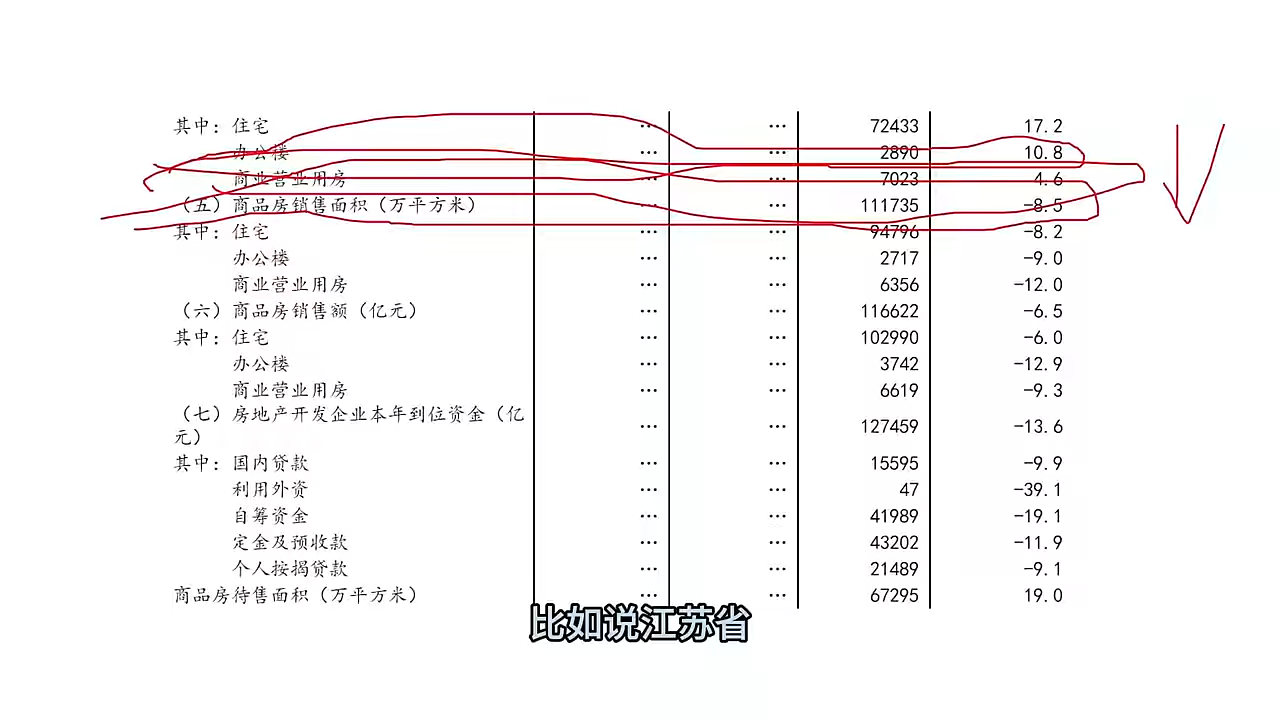 其中：住宅 … … 72433 17.2
办公楼 … … 2890 10.8
商业营业用房 … … 7023 4.6
（五）商品房销售面积（万平方米） … … 111735 -8.5
其中：住宅 … … 94796 -8.2
办公楼 … … 2717 -9.0
商业营业用房 … … 6356 -12.0
（六）商品房销售额（亿元） … … 116622 -6.5
其中：住宅 … … 102990 -6.0
办公楼 … … 3742 -12.9
商业营业用房 … … 6619 -9.3
（七）房地产开发企业本年到位资金（亿
元） … … 127459 -13.6
其中：国内贷款 … … 15595 -9.9
利用外资 … … 47 -39.1
自筹资金 … … 41989 -19.1
定金及预收款 … … 43202 -11.9
个人按揭贷款 … … 21489 -9.1
商品房待售面积（万平方米） … … 67295 19.0
比如说江苏省